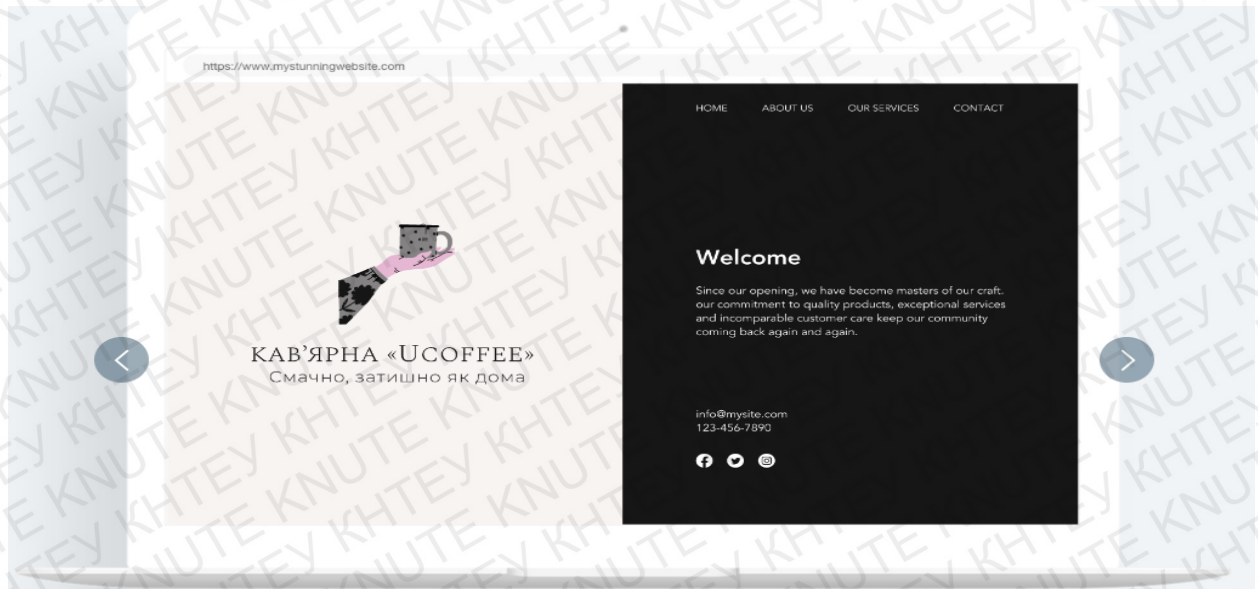 https://www.mystunningwebsite.com
HOME ABOUT US OUR SERVICES CONTACT
КАВ’ЯРНА «UCOFFEE»
Смачно, затишно як дома
Welcome
Since our opening, we have become masters of our craft.
our commitment to quality products, exceptional services
and incomparable customer care keep our community
coming back again and again.
info@mysite.com
123-456-7890